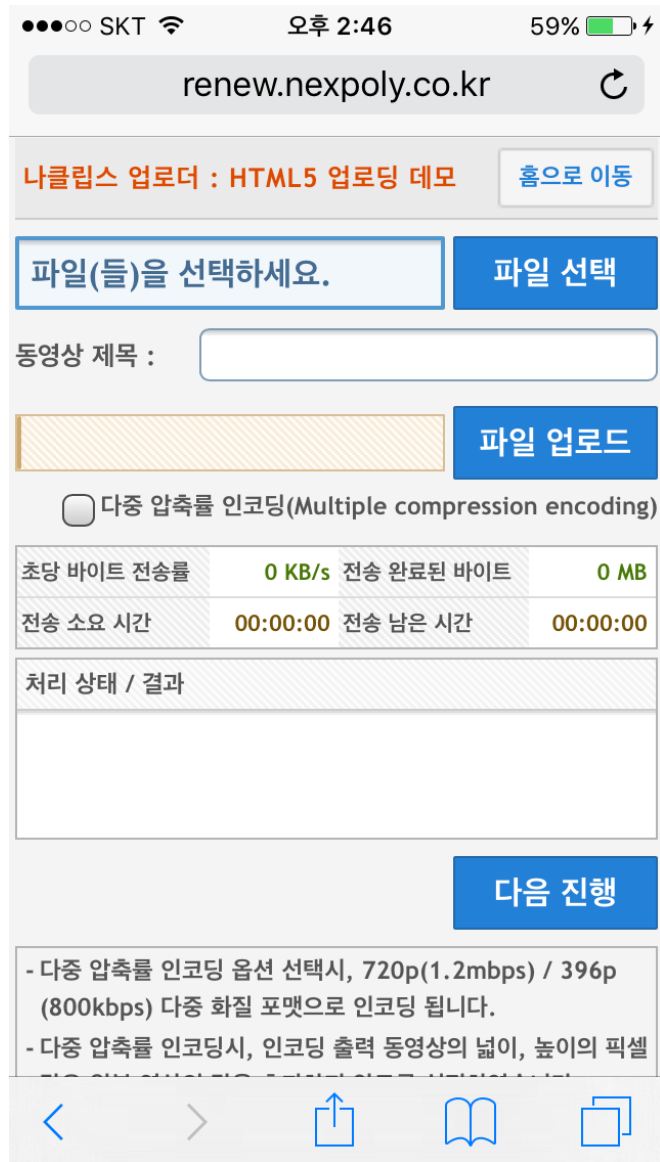 SKT 오후 2:46 59%
renew.nexpoly.co.kr
나클립스 업로더 : HTML5 업로딩 데모 홈으로 이동
파일(들)을 선택하세요. 파일 선택
동영상 제목 :
파일 업로드
다중 압축률 인코딩(Multiple compression encoding)
초당 바이트 전송률 0 KB/s 전송 완료된 바이트 0 MB
전송 소요 시간 00:00:00 전송 남은 시간 00:00:00
처리 상태 / 결과
다음 진행
- 다중 압축률 인코딩 옵션 선택시, 720p(1.2mbps) / 396p
(800kbps) 다중 화질 포맷으로 인코딩 됩니다.
- 다중 압축률 인코딩시, 인코딩 출력 동영상의 넓이, 높이의 픽셀